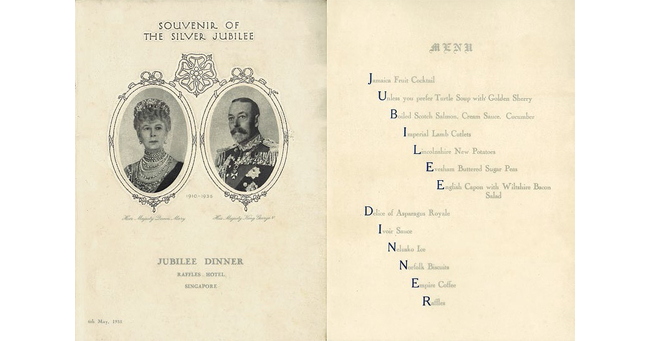 SOUVENIR OF
THE SILVER JUBILEE
1910-1935
Her Majesty Queen Mary.
His Majesty King George V.
JUBILEE DINNER
RAFFLES HOTEL,
SINGAPORE
6th May, 1935
MENU
Jamaica Fruit Cocktail
Unless you prefer Turtle Soup with Golden Sherry
Boiled Scotch Salmon, Cream Sauce, Cucumber
Imperial Lamb Cutlets
Lincolnshire New Potatoes
Evesham Buttered Sugar Peas
English Capon with Wiltshire Bacon
Salad
Délice of Asparagus Royale
Ivoir Sauce
Ice
Norfolk Biscuits
Empire Coffee
Raffles